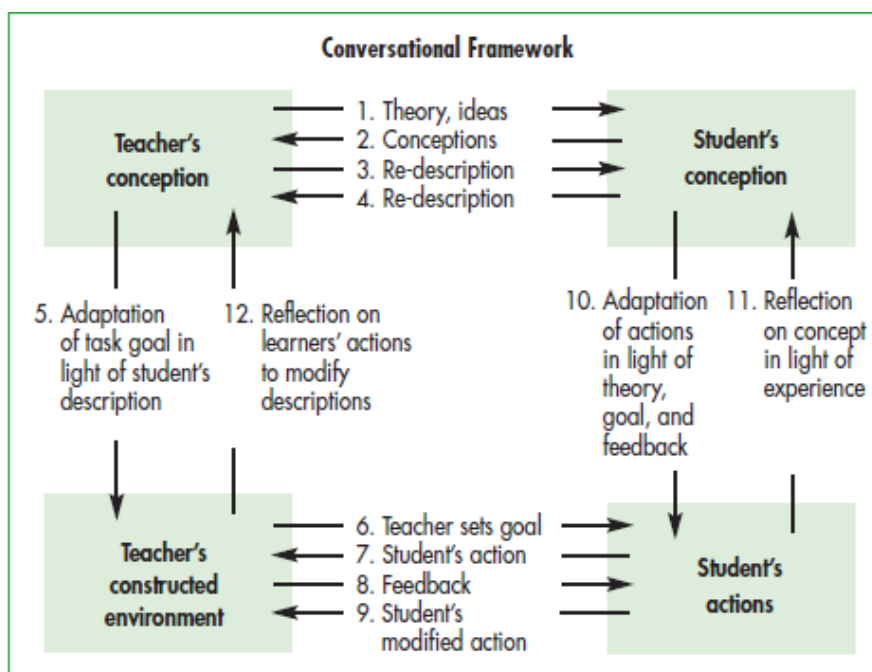 Conversational Framework
Teacher's
conception
1. Theory, ideas
2. Conceptions
3. Re-description
4. Re-description
Student's
conception
5. Adaptation
of task goal in
light of student's
description
12. Reflection on
learners' actions
to modify
descriptions
10. Adaptation
of actions
in light of
theory,
goal, and
feedback
11. Reflection
on concept
in light of
experience
Teacher's
constructed
environment
6. Teacher sets goal
7. Student's action
8. Feedback
9. Student's
modified action
Student's
actions